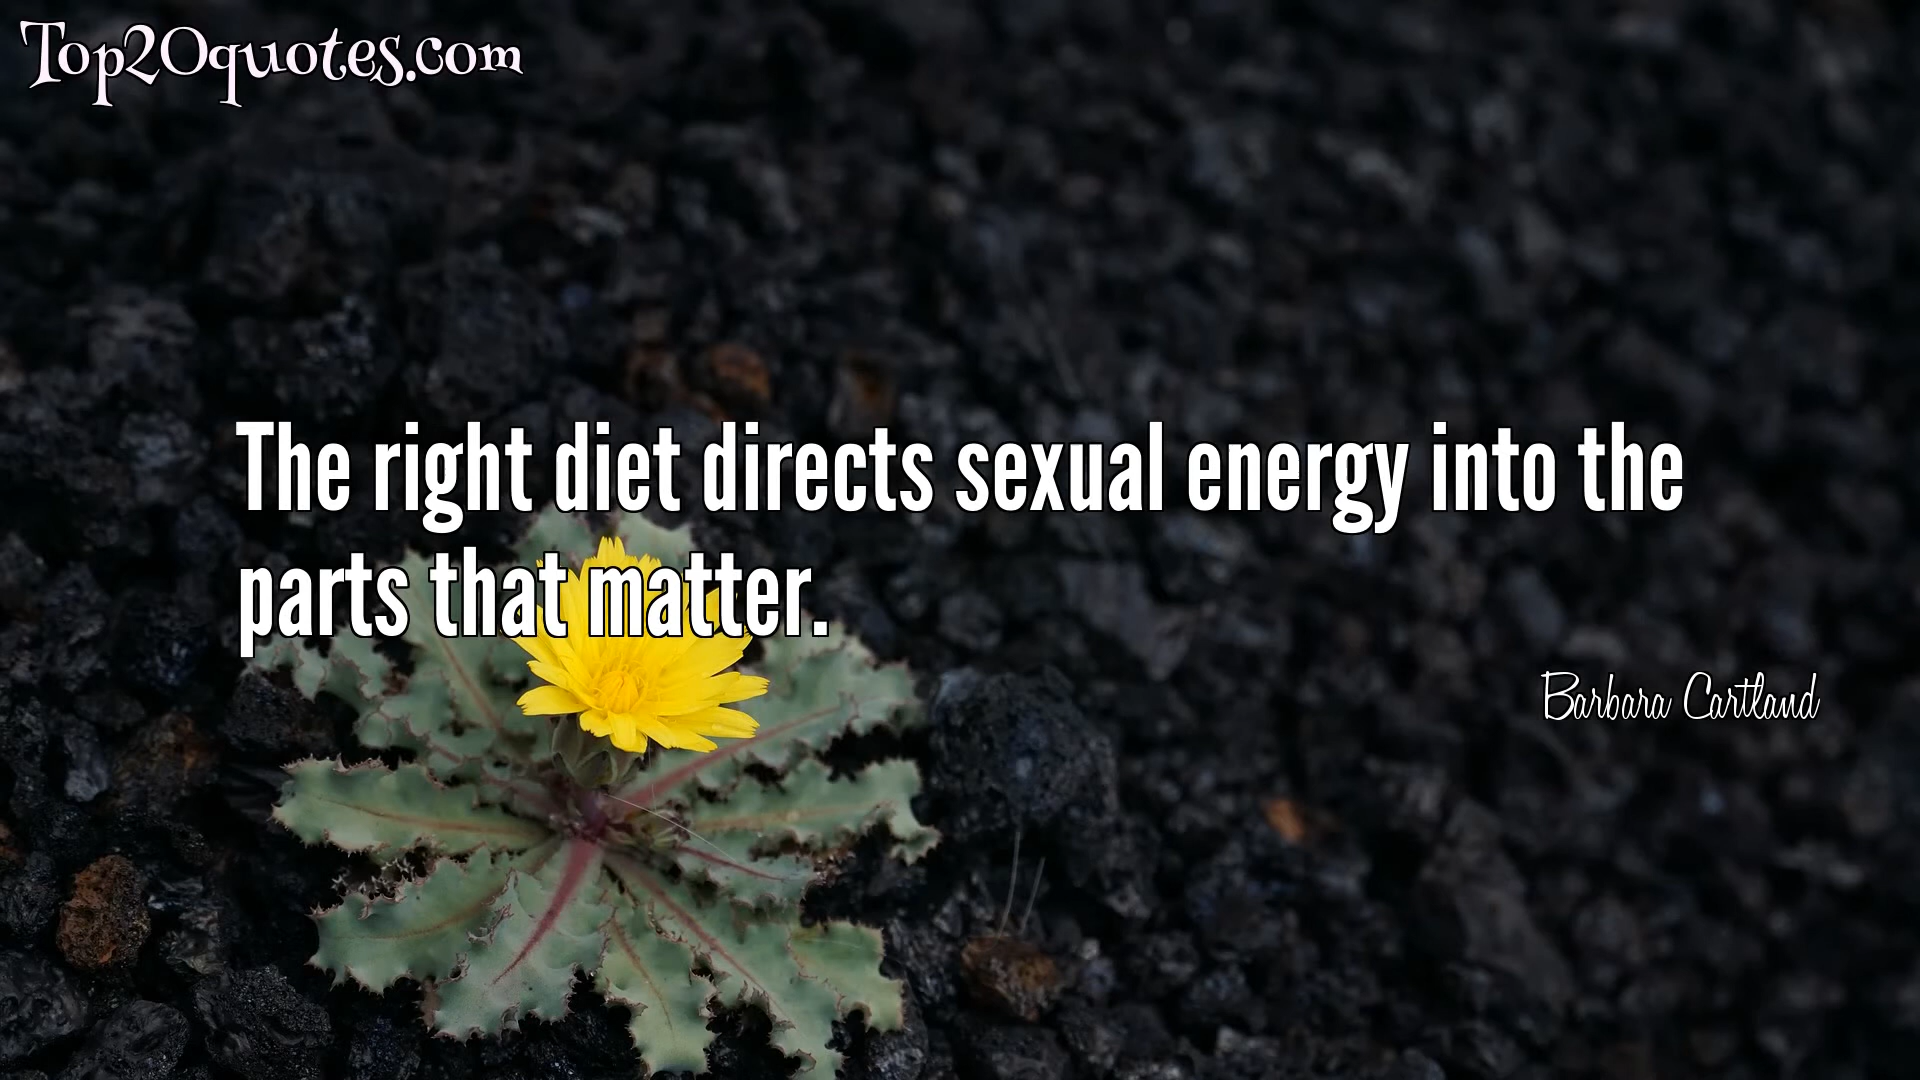 Top20quotes.com
The right diet directs sexual energy into the
parts that matter.
Barbara Cartland